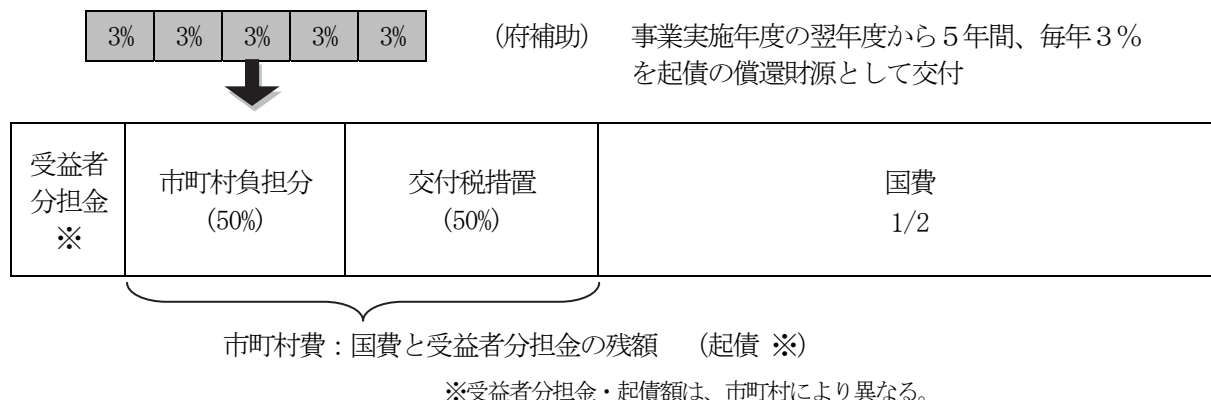 3% 3% 3% 3% 3% (府補助) 事業実施年度の翌年度から５年間、毎年３％
を起債の償還財源として交付
受益者
分担金
※
市町村負担分
(50%)
交付税措置
(50%)
国費
1/2
市町村費：国費と受益者分担金の残額 (起債 ※)
※受益者分担金・起債額は、市町村により異なる。